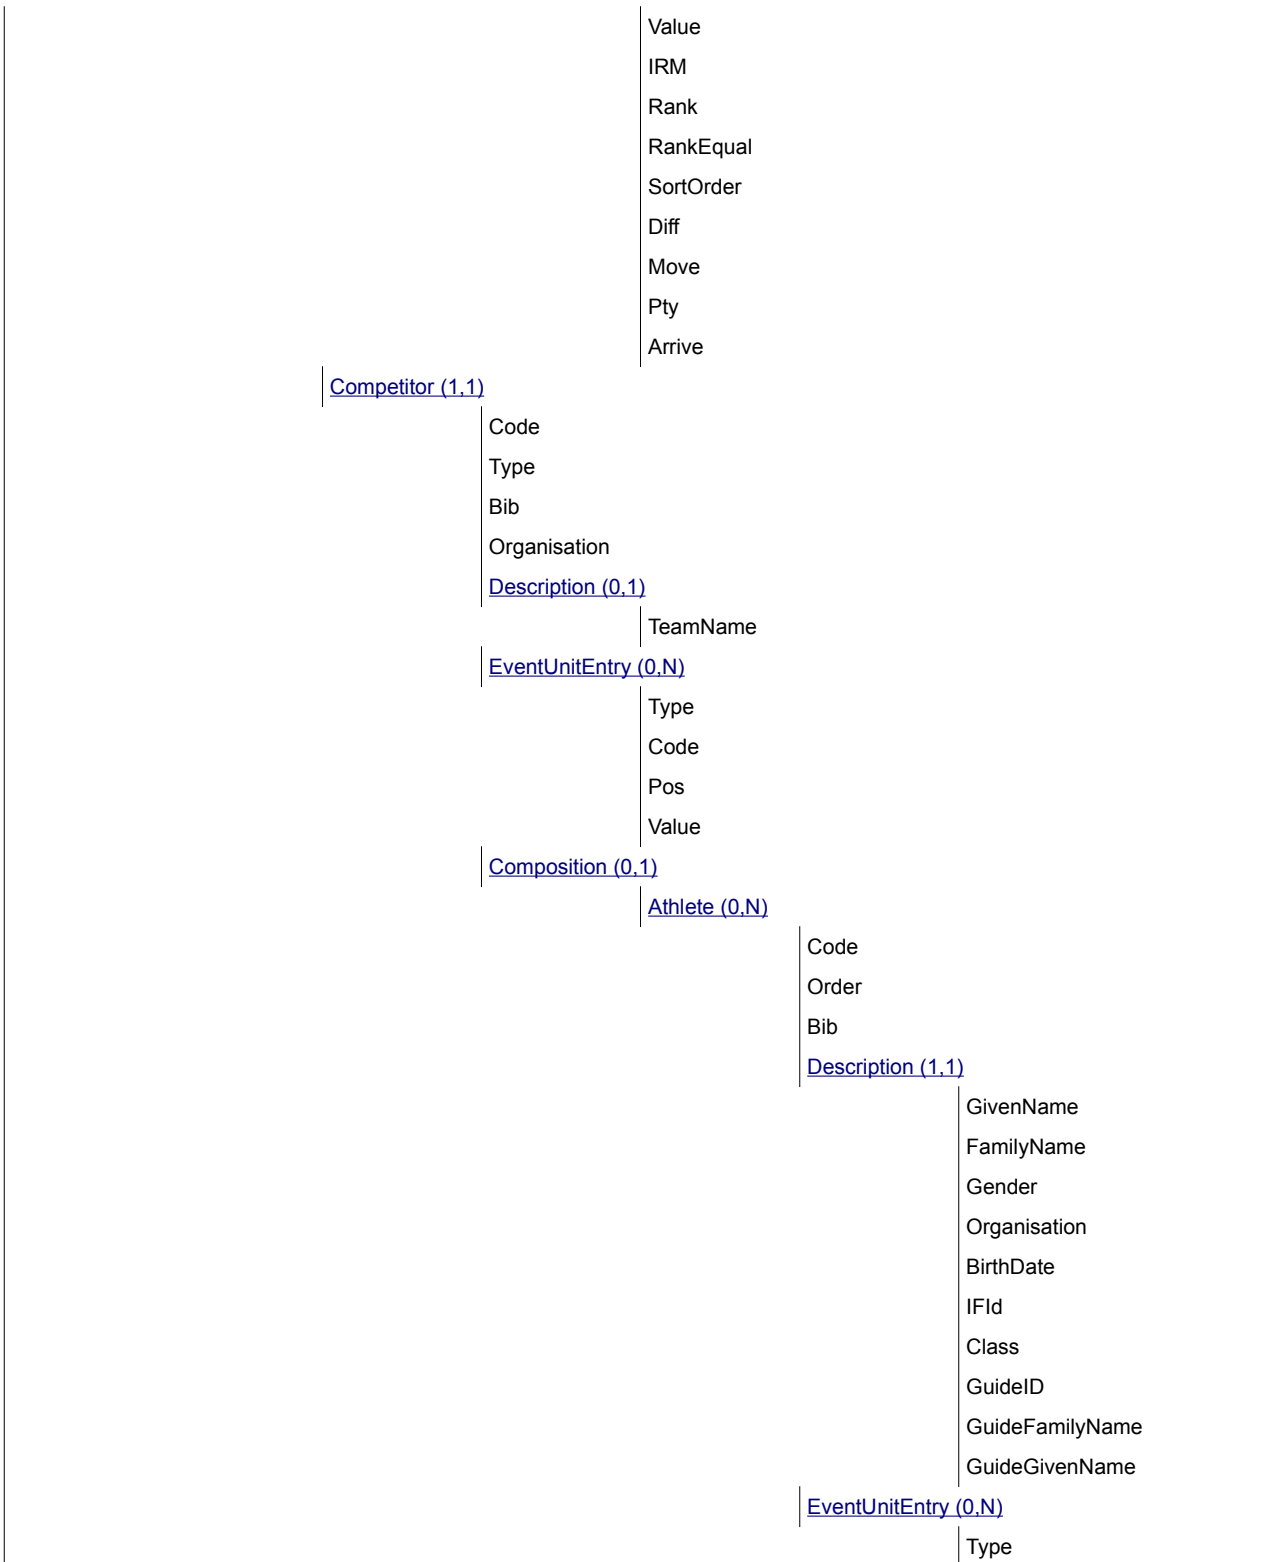 Value
IRM
Rank
RankEqual
SortOrder
Diff
Move
Pty
Arrive
Competitor (1,1)
Code
Type
Bib
Organisation
Description (0,1)
TeamName
EventUnitEntry (0,N)
Type
Code
Pos
Value
Composition (0,1)
Athlete (0,N)
Code
Order
Bib
Description (1,1)
GivenName
FamilyName
Gender
Organisation
BirthDate
IFId
Class
GuideID
GuideFamilyName
GuideGivenName
EventUnitEntry (0,N)
Type